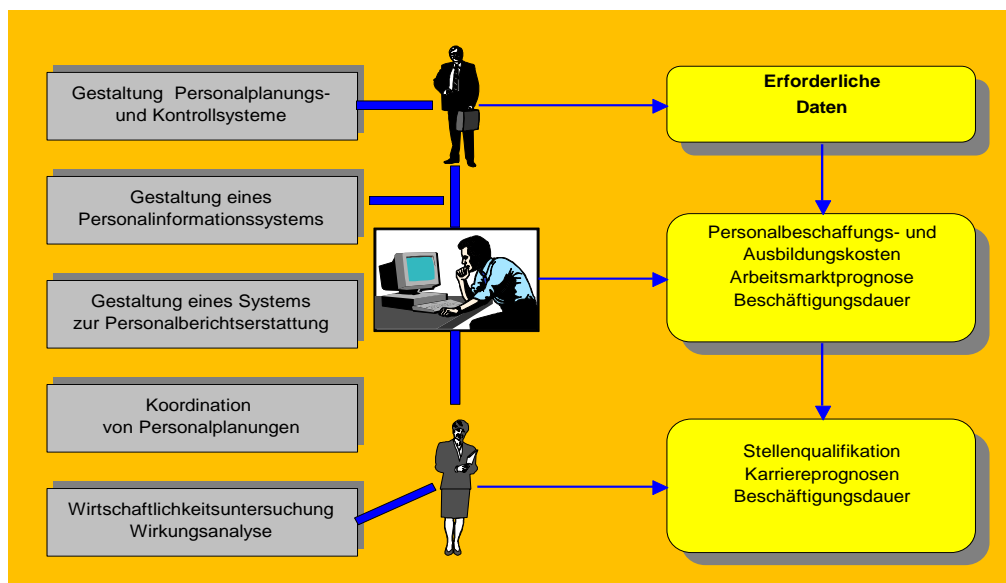 Gestaltung Personalplanungs-
und Kontrollsysteme
Gestaltung eines
Personalinformationssystems
Gestaltung eines Systems
zur Personalberichtserstattung
Koordination
von Personalplanungen
Wirtschaftlichkeitsuntersuchung
Wirkungsanalyse
Erforderliche
Daten
Personalbeschaffungs- und
Ausbildungskosten
Arbeitsmarktprognose
Beschäftigungsdauer
Stellenqualifikation
Karriereprognosen
Beschäftigungsdauer